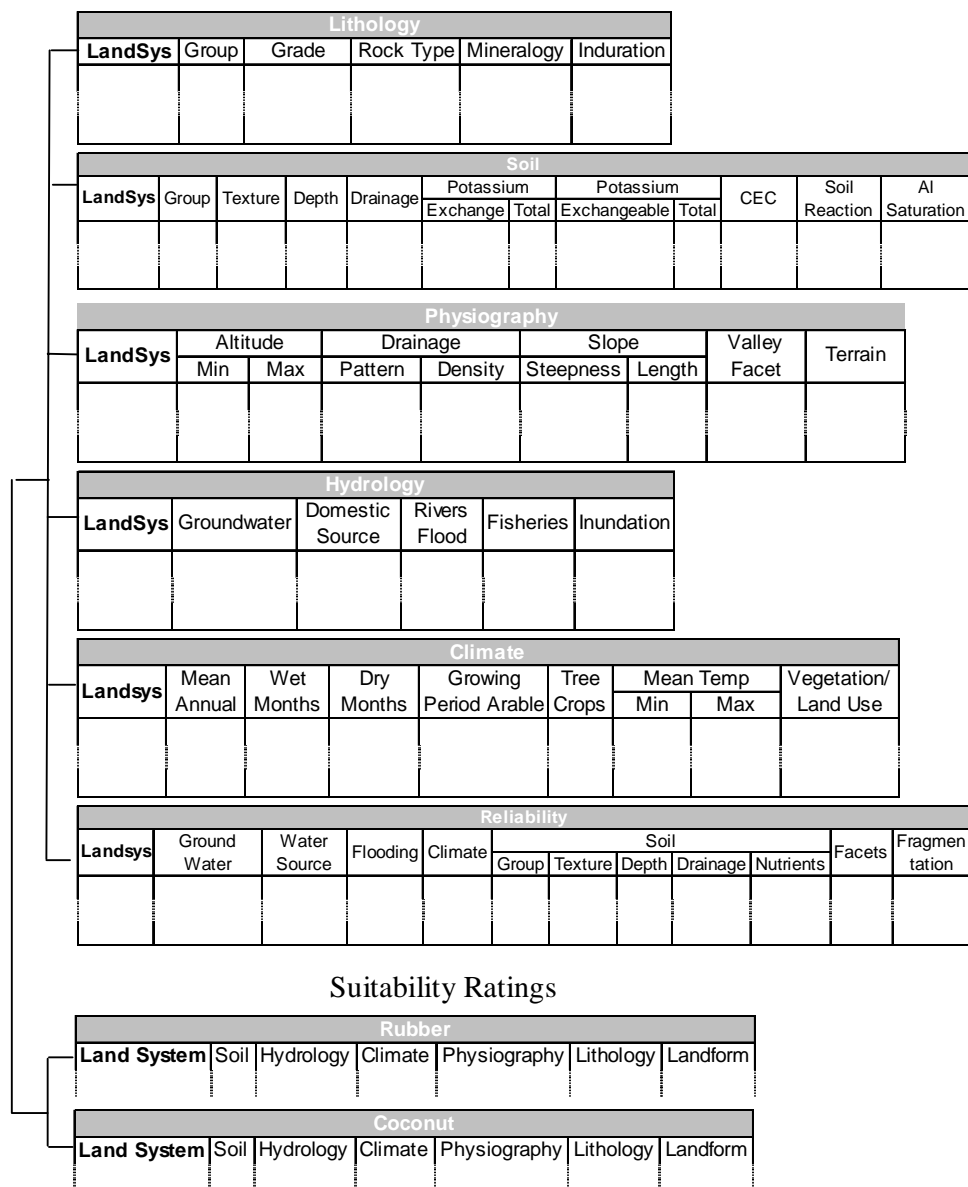 Lithology
LandSys Group Grade Rock Type Mineralogy Induration
Soil
LandSys Group Texture Depth Drainage Potassium Potassium CEC Soil Reaction Al Saturation
Exchange Total Exchangeable Total
Physiography
LandSys Altitude Drainage Slope Valley Facet Terrain
Min Max Pattern Density Steepness Length
Hydrology
LandSys Groundwater Domestic Source Rivers Flood Fisheries Inundation
Climate
Landsys Mean Annual Wet Months Dry Months Growing Period Arable Tree Crops Mean Temp Vegetation/ Land Use
Min Max
Reliability
Landsys Ground Water Water Source Flooding Climate Soil Facets Fragmen tation
Group Texture Depth Drainage Nutrients
Suitability Ratings
Rubber
Land System Soil Hydrology Climate Physiography Lithology Landform
Coconut
Land System Soil Hydrology Climate Physiography Lithology Landform